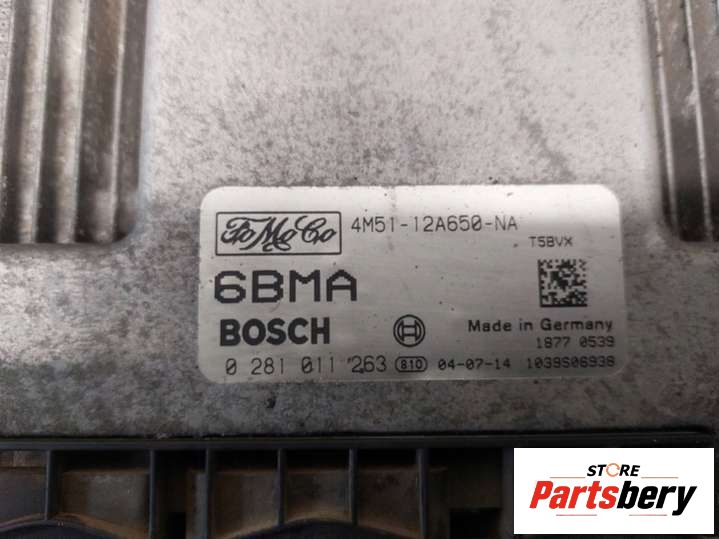 FoMoCo 4M51-12A650-NA
T5BVX
6BMA
BOSCH Made in Germany
1877 0539
0 281 011 263 810 04-07-14 1039S06938
STORE
Partsbery